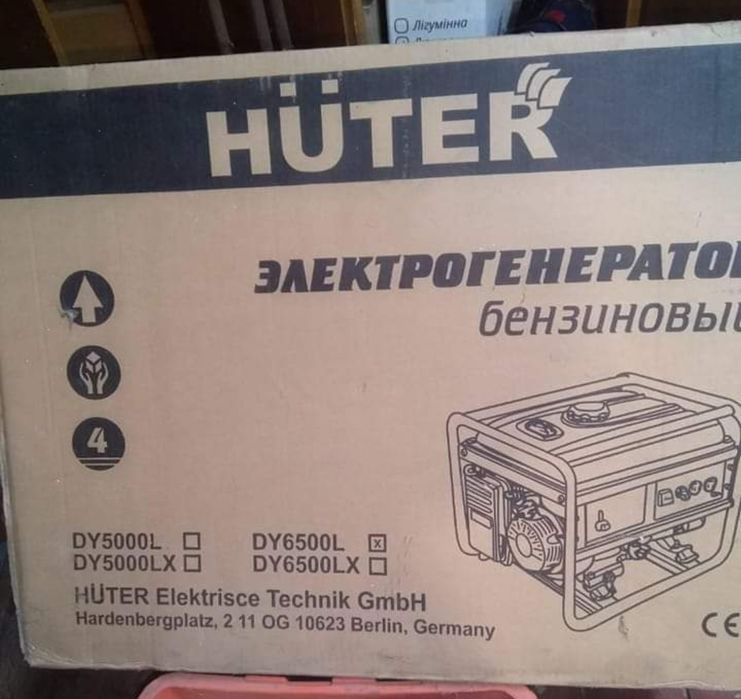 Лігумінна
HÜTER
ЭЛЕКТРОГЕНЕРАТО
бензиновы
4
DY5000L DY6500L x
DY5000LX DY6500LX
HÜTER Elektrisce Technik GmbH
Hardenbergplatz, 2 11 OG 10623 Berlin, Germany
CE